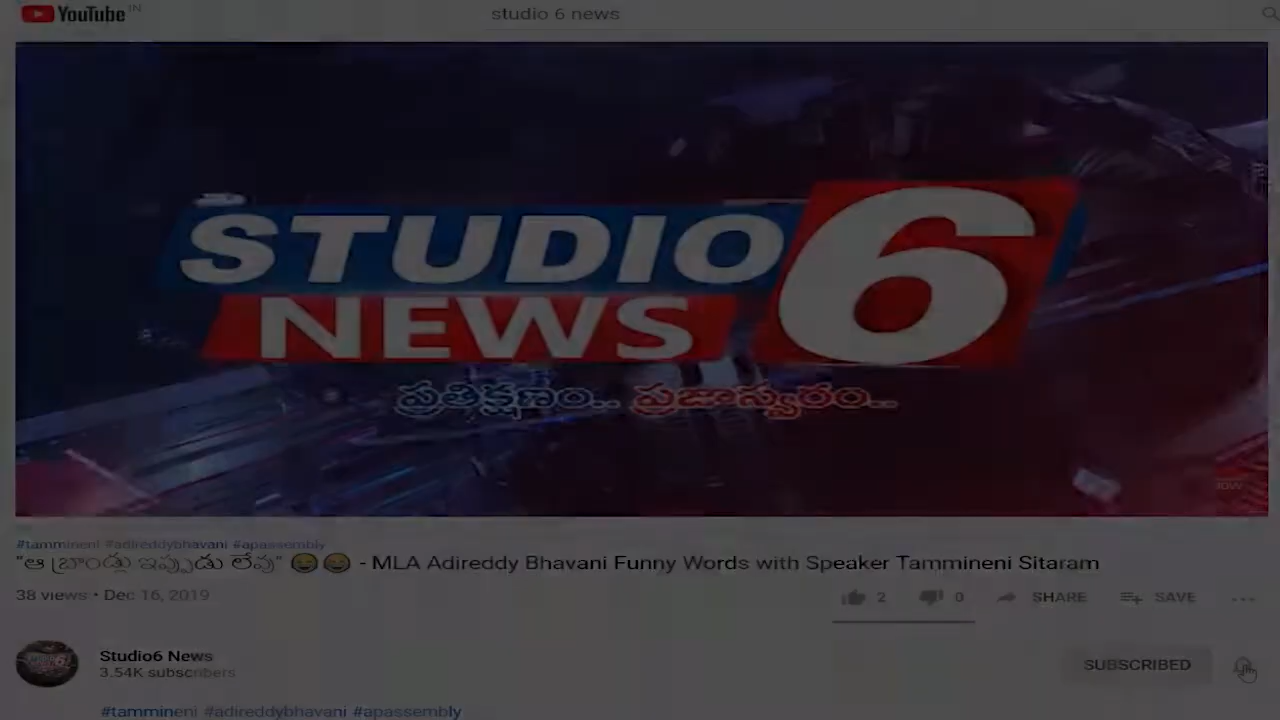 YouTube IN
studio 6 news
STUDIO 6
NEWS
ప్రతిక్షణం.. ప్రజాస్వరం..
#tammineni #adireddybhavani #apassembly
"ఆ బ్రాండ్లు ఇప్పుడు లేవు" 😄😄 - MLA Adireddy Bhavani Funny Words with Speaker Tammineni Sitaram
38 views • Dec 16, 2019
2 0 SHARE SAVE
Studio6 News
3.54K subscribers
SUBSCRIBED
#tammineni #adireddybhavani #apassembly